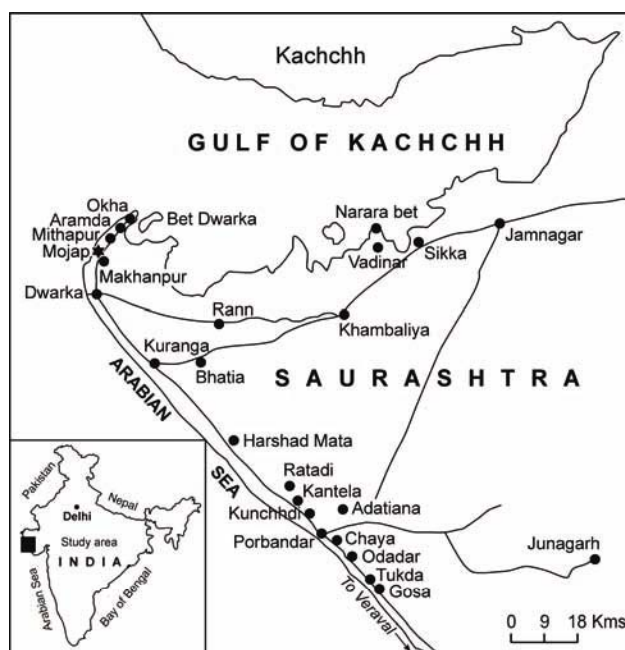 Kachchh
GULF OF KACHCHH
Okha
Aramda
Bet Dwarka
Mithapur
Mojap
Makhanpur
Dwarka
Narara bet
Vadinar
Sikka
Jamnagar
Rann
Khambaliya
Kuranga
Bhatia
SAURASHTRA
ARABIAN
SEA
Harshad Mata
Ratadi
Kantela
Kunchhdi
Adatiana
Porbandar
Chaya
Odadar
Junagarh
Tukda
Gosa
To Veraval
0 9 18 Kms
Pakistan
Nepal
Delhi
Study area
INDIA
Arabian Sea
Bay of Bengal